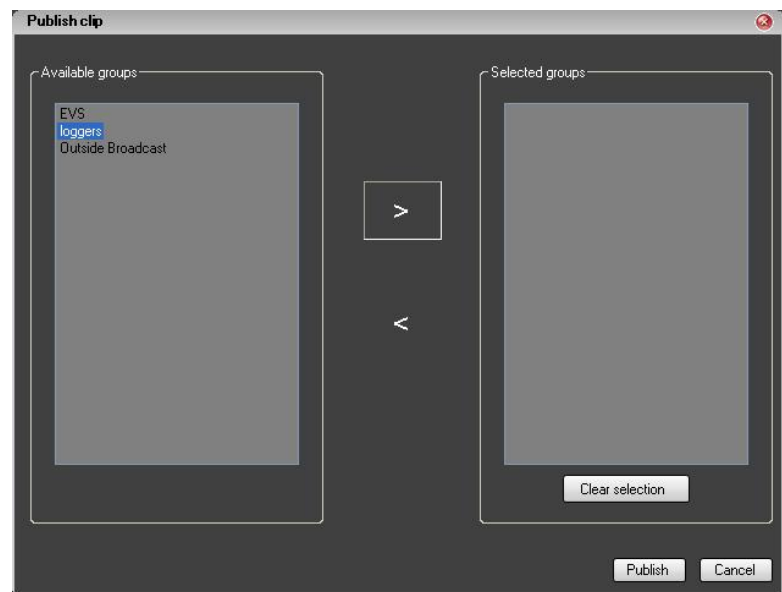 Publish clip
Available groups
EVS
loggers
Outside Broadcast
>
<
Selected groups
Clear selection
Publish
Cancel